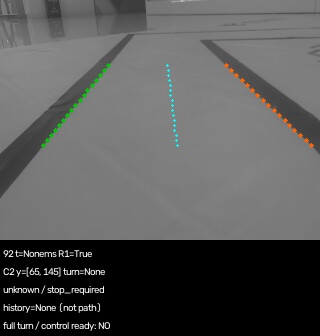 92 t=Nonems R1=True
C2 y=[65, 145] turn=None
unknown / stop_required
history=None (not path)
full turn / control ready: NO